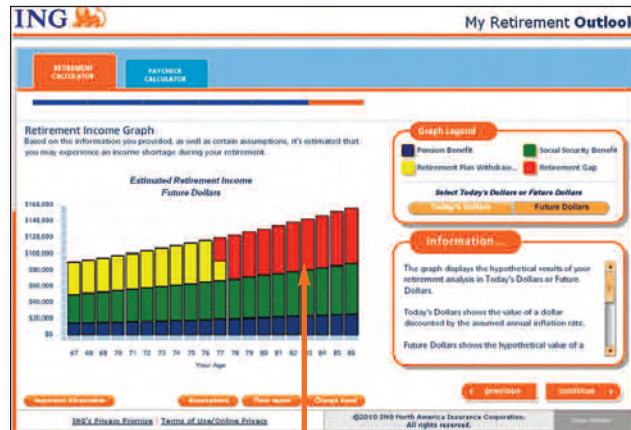 ING
My Retirement Outlook
RETIREMENT CALCULATOR
PAYCHECK CALCULATOR
Retirement Income Graph
Based on the information you provided, as well as certain assumptions, it's estimated that
you may experience an income shortage during your retirement.
Estimated Retirement Income
Future Dollars
$160,000
$140,000
$120,000
$100,000
$80,000
$60,000
$40,000
$20,000
$0
67 68 69 70 71 72 73 74 75 76 77 78 79 80 81 82 83 84 85 86
Your Age
Graph Legend
Pension Benefit
Social Security Benefit
Retirement Plan Withdraw...
Retirement Gap
Select Today's Dollars or Future Dollars
Today's Dollars
Future Dollars
Information...
The graph displays the hypothetical results of your
retirement analysis in Today's Dollars or Future
Dollars.
Today's Dollars shows the value of a dollar
discounted by the assumed annual inflation rate.
Future Dollars shows the hypothetical value of a
Important Information
Assumptions
previous
continue
ING's Privacy Promise | Terms of Use/Online Privacy
©2010 ING North America Insurance Corporation.
All rights reserved.
Close Window